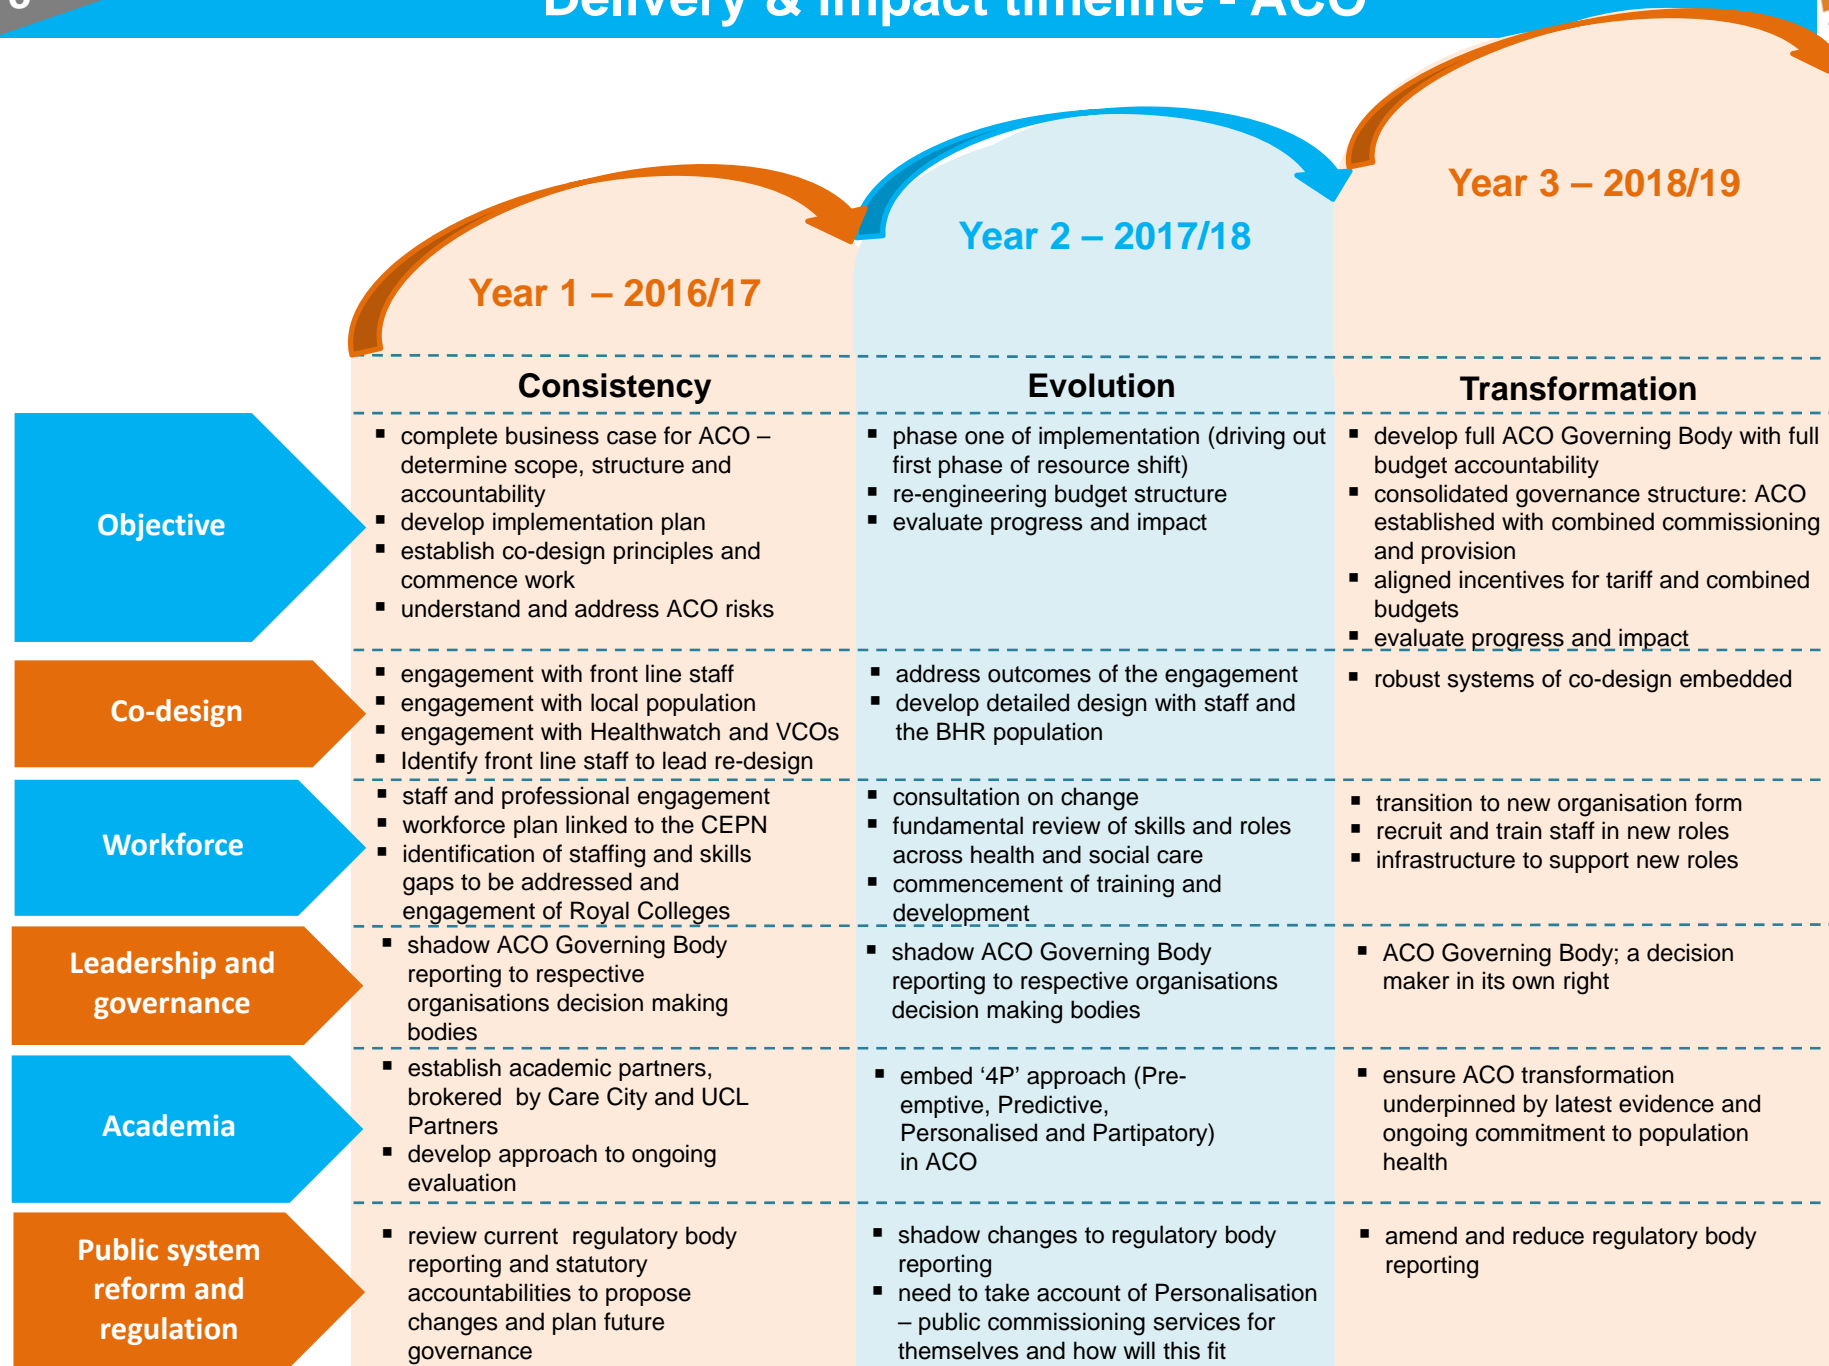 Delivery & Impact timeline - ACO
Year 1 – 2016/17
Year 2 – 2017/18
Year 3 – 2018/19
Consistency
Evolution
Transformation
Objective
▪ complete business case for ACO –
determine scope, structure and
accountability
▪ develop implementation plan
▪ establish co-design principles and
commence work
▪ understand and address ACO risks
▪ phase one of implementation (driving out
first phase of resource shift)
▪ re-engineering budget structure
▪ evaluate progress and impact
▪ develop full ACO Governing Body with full
budget accountability
▪ consolidated governance structure: ACO
established with combined commissioning
and provision
▪ aligned incentives for tariff and combined
budgets
▪ evaluate progress and impact
Co-design
▪ engagement with front line staff
▪ engagement with local population
▪ engagement with Healthwatch and VCOs
▪ Identify front line staff to lead re-design
▪ address outcomes of the engagement
▪ develop detailed design with staff and
the BHR population
▪ robust systems of co-design embedded
Workforce
▪ staff and professional engagement
▪ workforce plan linked to the CEPN
▪ identification of staffing and skills
gaps to be addressed and
engagement of Royal Colleges
▪ consultation on change
▪ fundamental review of skills and roles
across health and social care
▪ commencement of training and
development
▪ transition to new organisation form
▪ recruit and train staff in new roles
▪ infrastructure to support new roles
Leadership and
governance
▪ shadow ACO Governing Body
reporting to respective
organisations decision making
bodies
▪ shadow ACO Governing Body
reporting to respective organisations
decision making bodies
▪ ACO Governing Body; a decision
maker in its own right
Academia
▪ establish academic partners,
brokered by Care City and UCL
Partners
▪ develop approach to ongoing
evaluation
▪ embed ‘4P’ approach (Pre-
emptive, Predictive,
Personalised and Partipatory)
in ACO
▪ ensure ACO transformation
underpinned by latest evidence and
ongoing commitment to population
health
Public system
reform and
regulation
▪ review current regulatory body
reporting and statutory
accountabilities to propose
changes and plan future
governance
▪ shadow changes to regulatory body
reporting
▪ need to take account of Personalisation
– public commissioning services for
themselves and how will this fit
▪ amend and reduce regulatory body
reporting